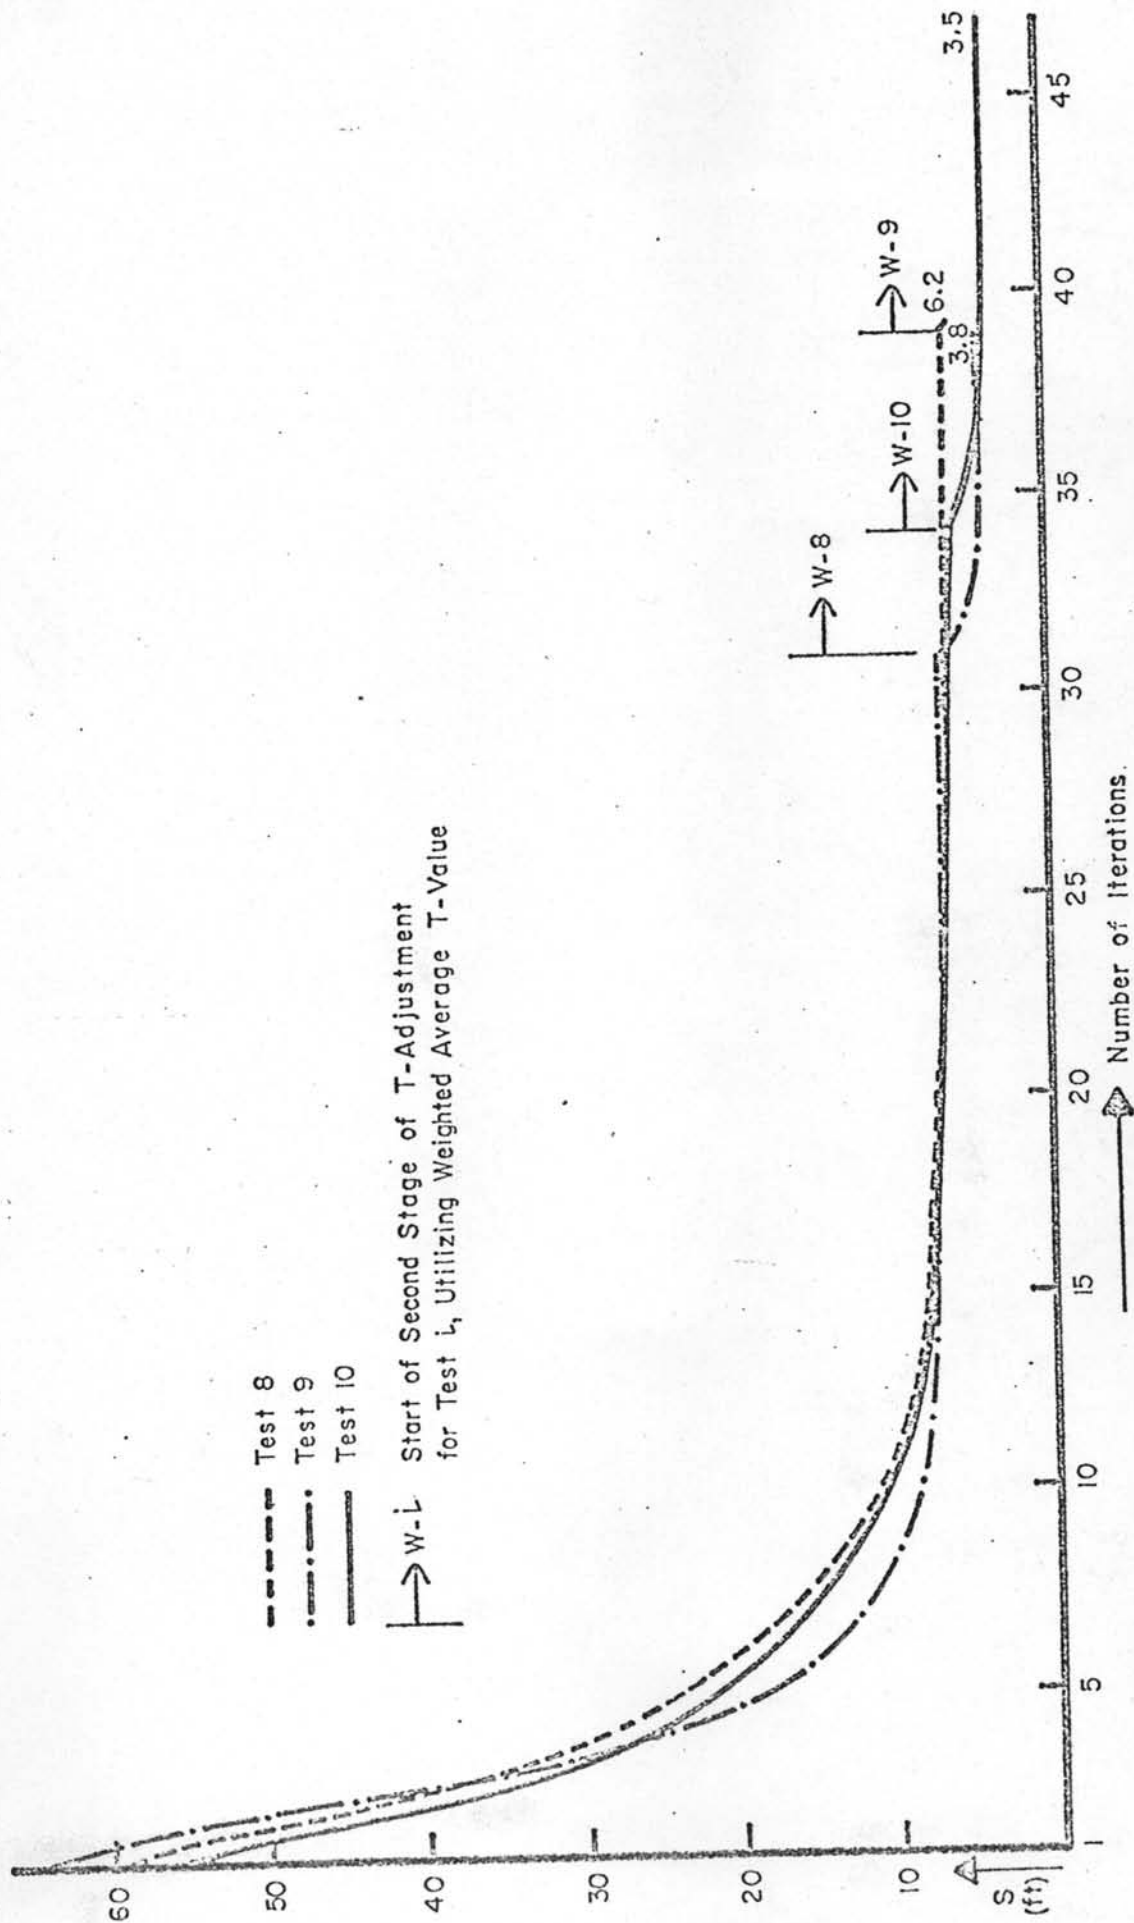 60
50
40
30
20
10
S
(ft)
Test 8
Test 9
Test 10
W-i Start of Second Stage of T-Adjustment
for Test i, Utilizing Weighted Average T-Value
W-8
W-10
W-9
6.2
3.8
3.5
1
5
10
15
20
25
30
35
40
45
Number of Iterations.